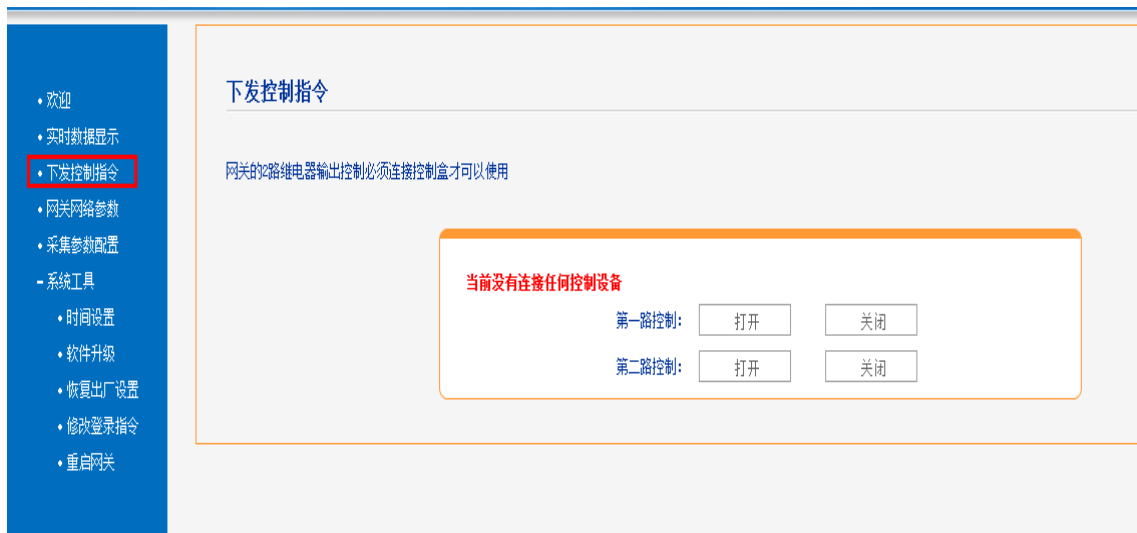 • 欢迎
• 实时数据显示
• 下发控制指令
• 网关网络参数
• 采集参数配置
– 系统工具
• 时间设置
• 软件升级
• 恢复出厂设置
• 修改登录指令
• 重启网关
下发控制指令
网关的2路继电器输出控制必须连接控制盒才可以使用
当前没有连接任何控制设备
第一路控制： 打开 关闭
第二路控制： 打开 关闭